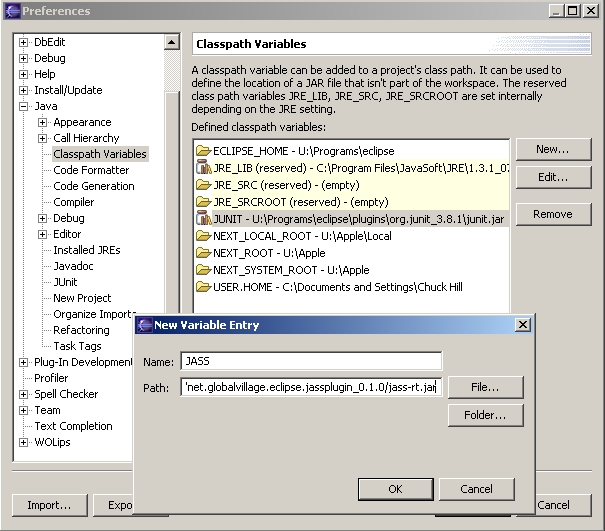 Preferences
DbEdit
Debug
Help
Install/Update
Java
Appearance
Call Hierarchy
Classpath Variables
Code Formatter
Code Generation
Compiler
Debug
Editor
Installed JREs
Javadoc
JUnit
New Project
Organize Imports
Refactoring
Task Tags
Plug-In Development
Profiler
Spell Checker
Team
Text Completion
WOLips
Classpath Variables
A classpath variable can be added to a project's class path. It can be used to
define the location of a JAR file that isn't part of the workspace. The reserved
class path variables JRE_LIB, JRE_SRC, JRE_SRCROOT are set internally
depending on the JRE setting.
Defined classpath variables:
ECLIPSE_HOME - U:\Programs\eclipse
JRE_LIB (reserved) - C:\Program Files\JavaSoft\JRE\1.3.1_07
JRE_SRC (reserved) - (empty)
JRE_SRCROOT (reserved) - (empty)
JUNIT - U:\Programs\eclipse\plugins\org.junit_3.8.1\junit.jar
NEXT_LOCAL_ROOT - U:\Apple\Local
NEXT_ROOT - U:\Apple
NEXT_SYSTEM_ROOT - U:\Apple
USER.HOME - C:\Documents and Settings\Chuck Hill
New...
Edit...
Remove
New Variable Entry
Name: JASS
Path: 'net.globalvillage.eclipse.jassplugin_0.1.0/jass-rt.jar
File...
Folder...
OK
Cancel
Import...
Expo
Cancel